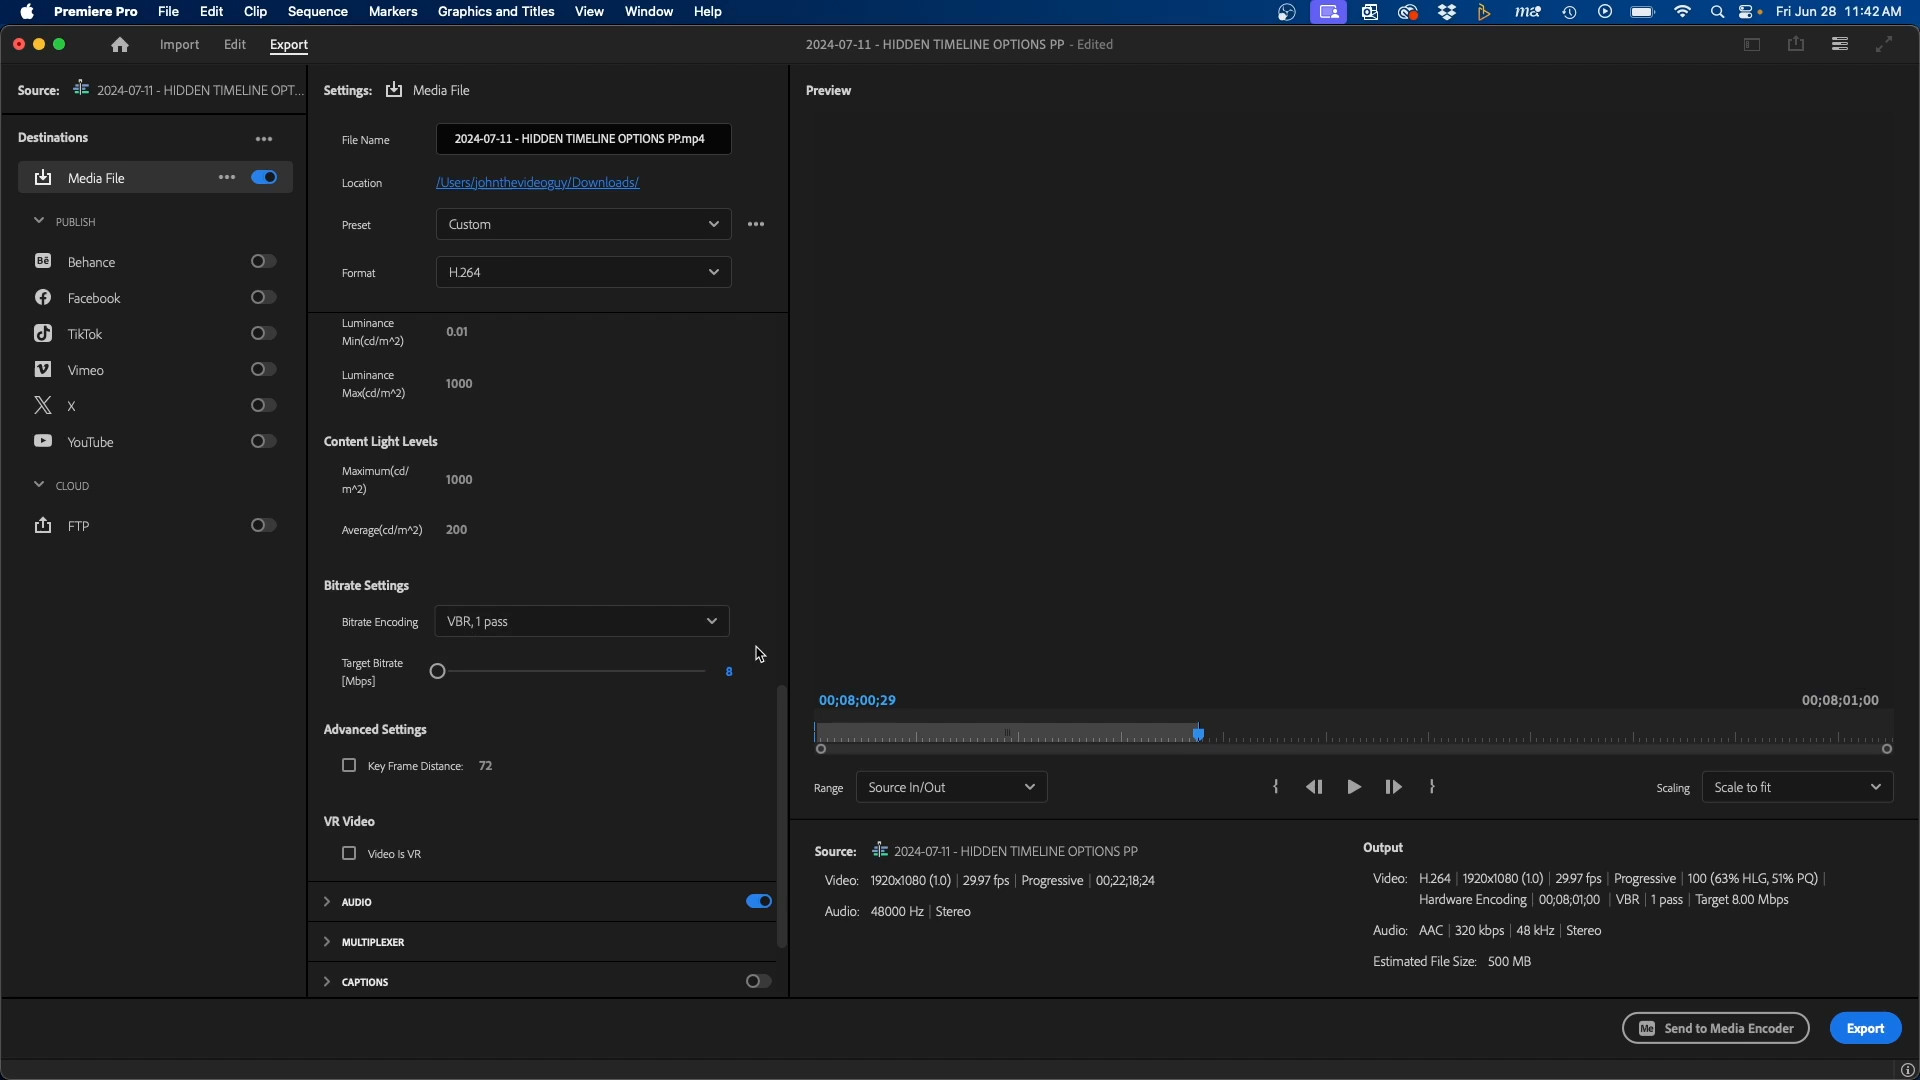 Premiere Pro File Edit Clip Sequence Markers Graphics and Titles View Window Help Fri Jun 28 11:42 AM
Import Edit Export 2024-07-11 - HIDDEN TIMELINE OPTIONS PP - Edited
Source: 2024-07-11 - HIDDEN TIMELINE OPT...
Destinations
Media File
PUBLISH
Bē Behance
Facebook
TikTok
Vimeo
X
YouTube
CLOUD
FTP
Settings: Media File
File Name 2024-07-11 - HIDDEN TIMELINE OPTIONS PP.mp4
Location /Users/johnthevideoguy/Downloads/
Preset Custom
Format H.264
Luminance
Min(cd/m^2) 0.01
Luminance
Max(cd/m^2) 1000
Content Light Levels
Maximum(cd/
m^2) 1000
Average(cd/m^2) 200
Bitrate Settings
Bitrate Encoding VBR, 1 pass
Target Bitrate
[Mbps] 8
Advanced Settings
Key Frame Distance: 72
VR Video
Video Is VR
AUDIO
MULTIPLEXER
CAPTIONS
Preview
00;08;00;29 00;08;01;00
Range Source In/Out Scaling Scale to fit
Source: 2024-07-11 - HIDDEN TIMELINE OPTIONS PP
Video: 1920x1080 (1.0) | 29.97 fps | Progressive | 00;22;18;24
Audio: 48000 Hz | Stereo
Output
Video: H.264 | 1920x1080 (1.0) | 29.97 fps | Progressive | 100 (63% HLG, 51% PQ) |
Hardware Encoding | 00;08;01;00 | VBR | 1 pass | Target 8.00 Mbps
Audio: AAC | 320 kbps | 48 kHz | Stereo
Estimated File Size: 500 MB
Me Send to Media Encoder Export